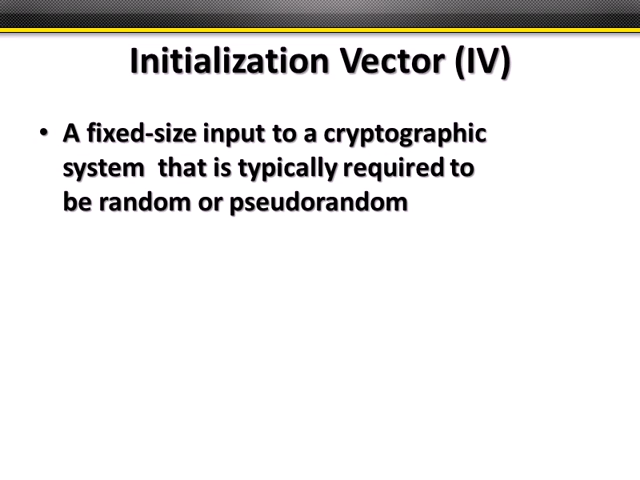 Initialization Vector (IV)
• A fixed-size input to a cryptographic
system  that is typically required to
be random or pseudorandom